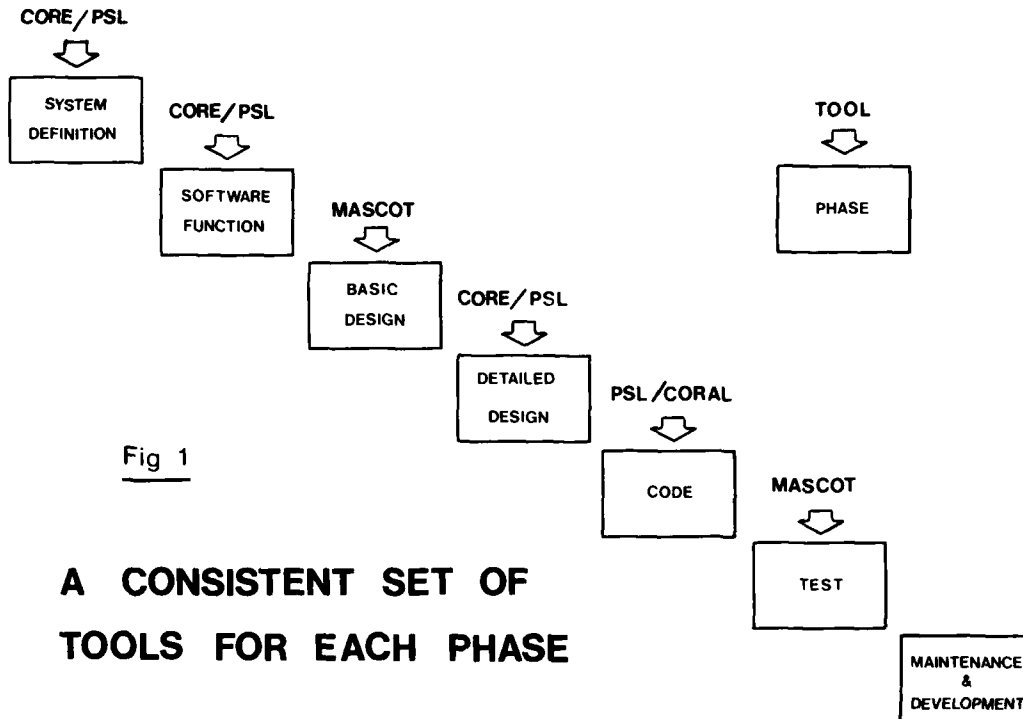 CORE/PSL
SYSTEM
DEFINITION
CORE/PSL
SOFTWARE
FUNCTION
MASCOT
BASIC
DESIGN
CORE/PSL
DETAILED
DESIGN
PSL/CORAL
CODE
MASCOT
TEST
MAINTENANCE
&
DEVELOPMENT
TOOL
PHASE
Fig 1
A CONSISTENT SET OF
TOOLS FOR EACH PHASE